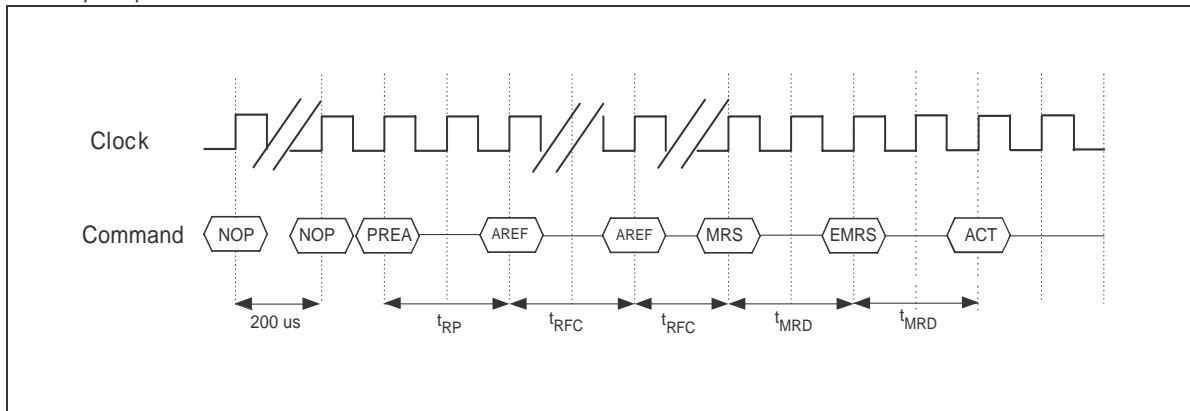 Clock
Command NOP NOP PREA AREF AREF MRS EMRS ACT
200 us tRP tRFC tRFC tMRD tMRD